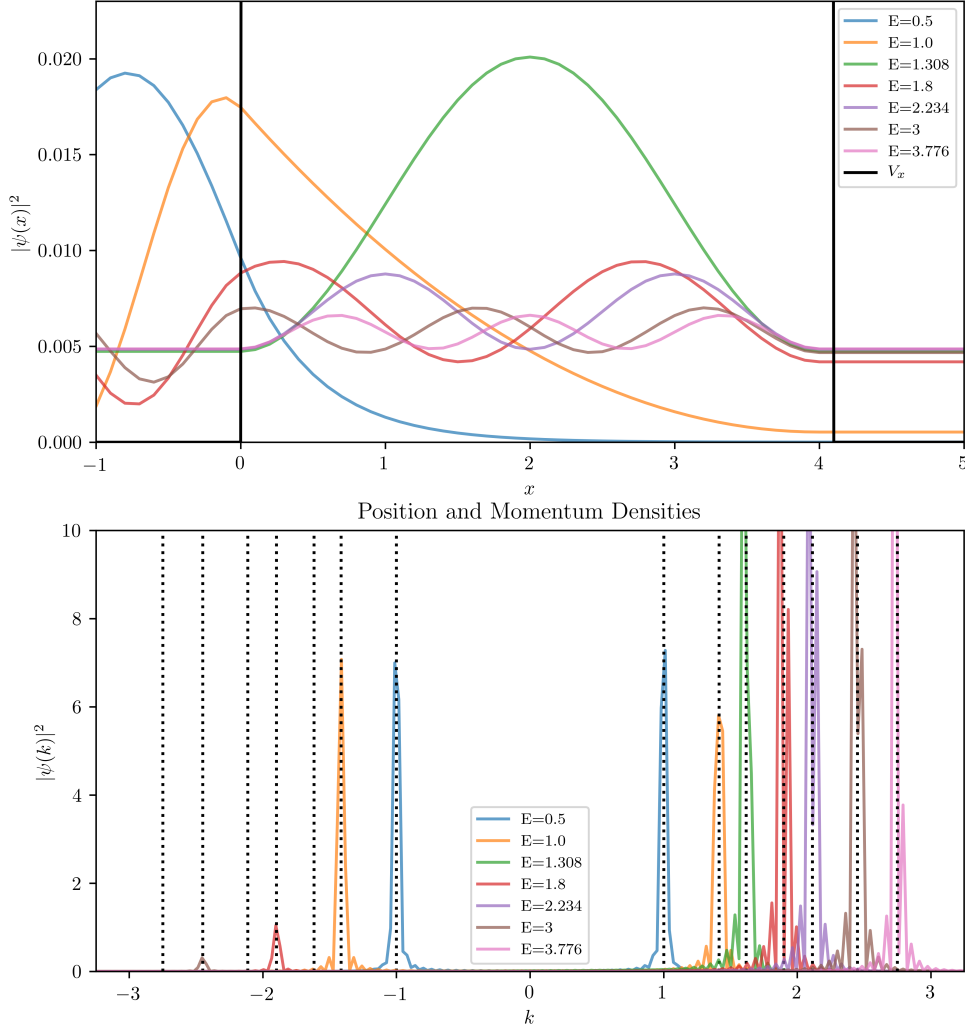 0.020
0.015
0.010
0.005
0.000
|ψ(x)|²
E=0.5
E=1.0
E=1.308
E=1.8
E=2.234
E=3
E=3.776
Vₓ
−1 0 1 2 3 4 5
x
Position and Momentum Densities
10
8
6
4
2
0
|ψ(k)|²
E=0.5
E=1.0
E=1.308
E=1.8
E=2.234
E=3
E=3.776
−3 −2 −1 0 1 2 3
k